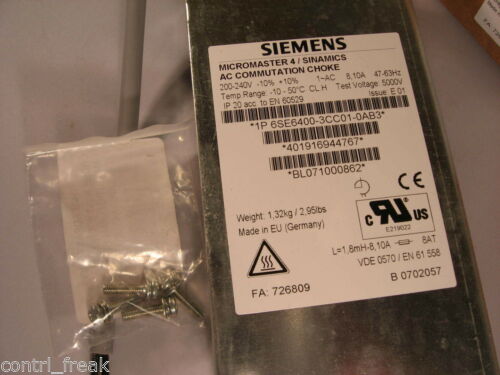 SIEMENS
MICROMASTER 4 / SINAMICS
AC COMMUTATION CHOKE
200-240V -10% +10% 1~AC 8,10A 47-63Hz
Temp.Range: -10 - 50°C CL.H Test Voltage: 5000V
IP 20 acc. to EN 60529 Issue: E 01
*1P 6SE6400-3CC01-0AB3*
*401916944767*
*BL071000862*
Weight: 1,32kg / 2,95lbs
Made in EU (Germany)
CE
C RU US
E219022
L=1,8mH-8,10A 8AT.
VDE 0570 / EN 61 558
FA: 726809
B 0702057
contrl_freak